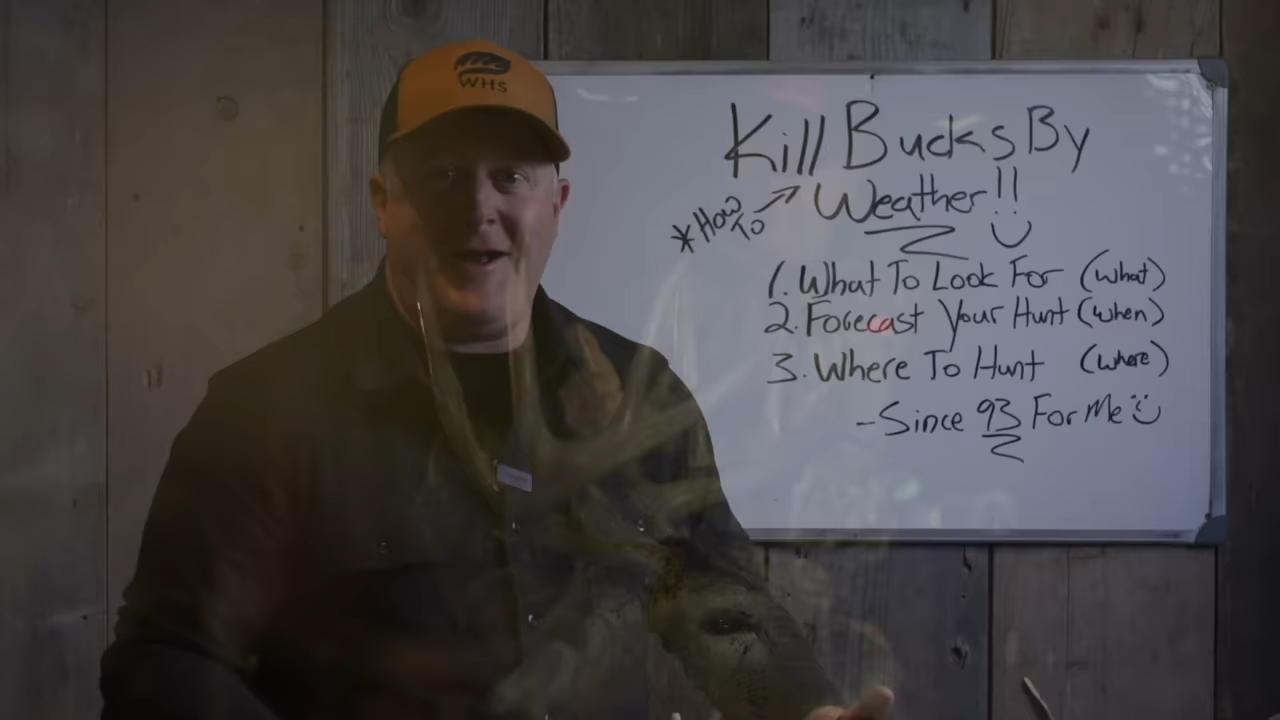 WHS
Kill Bucks By
Weather!!
*How To
1. What To Look For (what)
2. Forecast Your Hunt (when)
3. Where To Hunt (where)
- Since 93 For Me